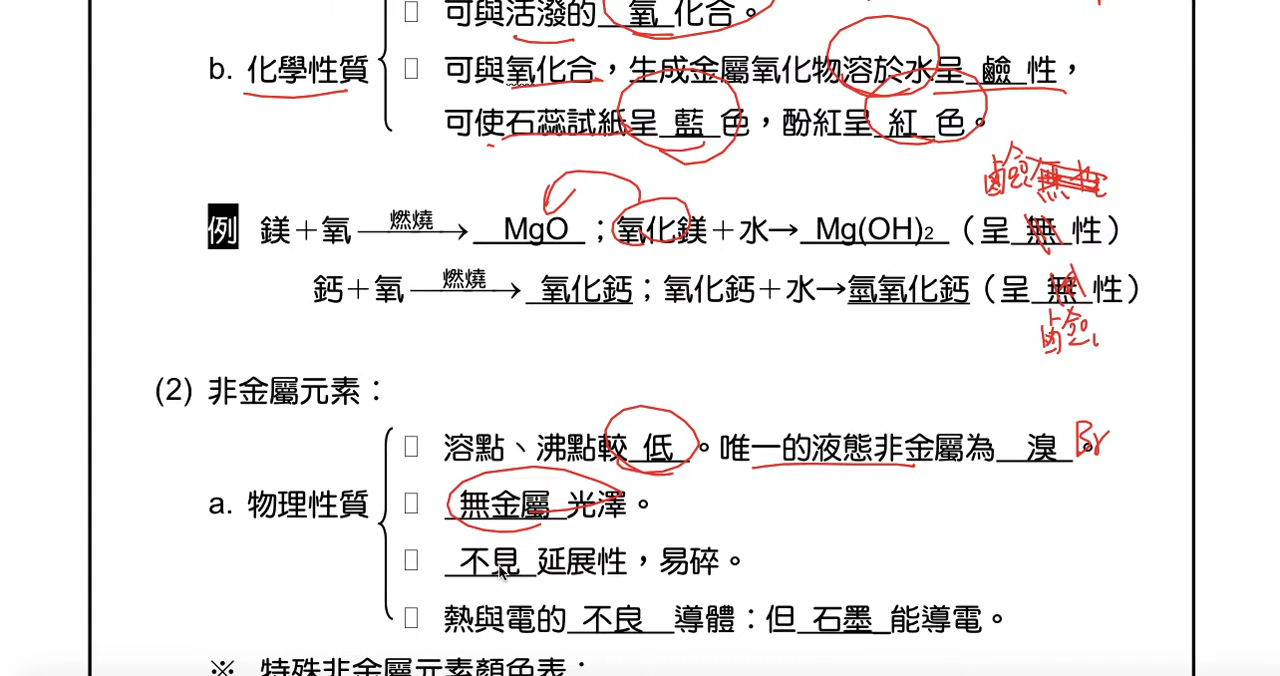 可與活潑的 氧 化合。
b. 化學性質
可與氧化合，生成金屬氧化物溶於水呈 鹼 性，
可使石蕊試紙呈 藍 色，酚紅呈 紅 色。
鹼
例 鎂＋氧 燃燒→ MgO ；氧化鎂＋水→ Mg(OH)₂ （呈 無 性）
鈣＋氧 燃燒→ 氧化鈣；氧化鈣＋水→氫氧化鈣（呈 無 性）
鹼
(2) 非金屬元素：
熔點、沸點較 低 。唯一的液態非金屬為 溴 。 Br
a. 物理性質
無金屬 光澤。
不見 延展性，易碎。
熱與電的 不良 導體：但 石墨 能導電。
※ 特殊非金屬元素顏色表：